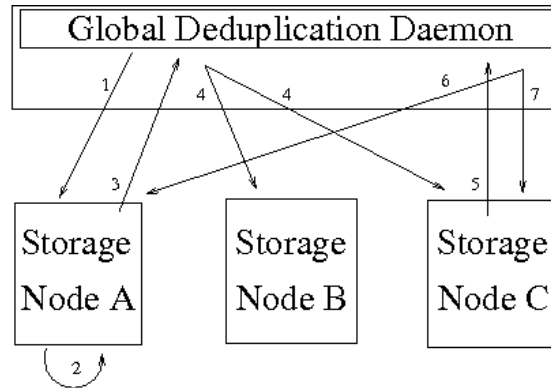 Global Deduplication Daemon
1
4
4
6
7
3
5
Storage
Node A
Storage
Node B
Storage
Node C
2